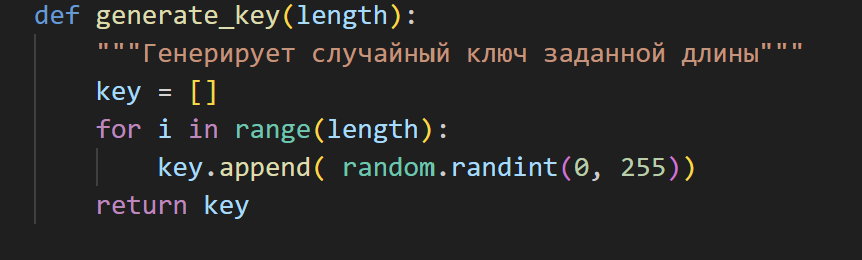 def generate_key(length):
    """Генерирует случайный ключ заданной длины"""
    key = []
    for i in range(length):
        key.append( random.randint(0, 255))
    return key